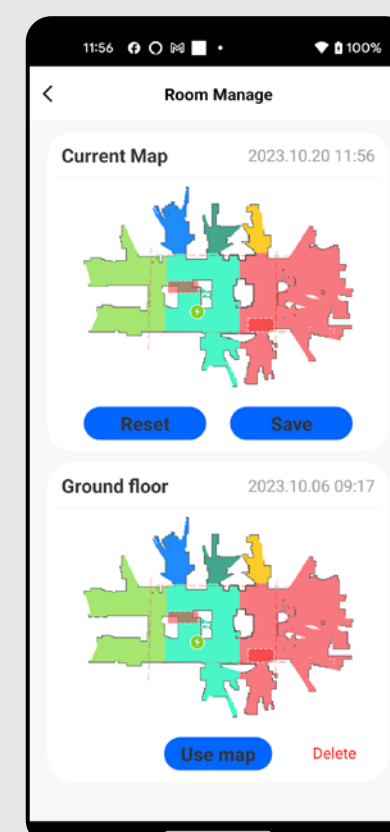 11:56 100%
Room Manage
Current Map 2023.10.20 11:56
Reset Save
Ground floor 2023.10.06 09:17
Use map Delete